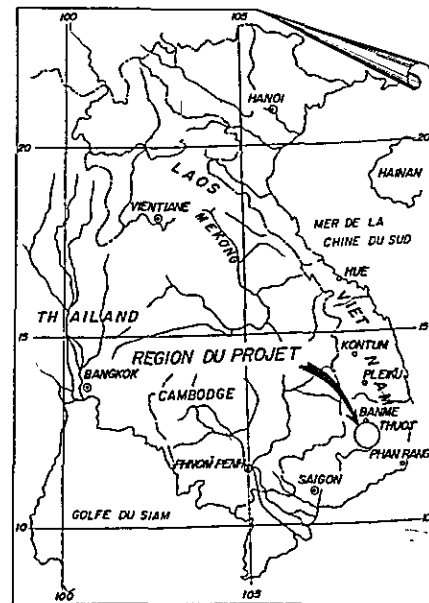 100
105
HANOI
20
20
HAINAN
LAOS
VIENTIANE
MEKONG
MER DE LA
CHINE DU SUD
HUE
VIET NAM
THAILAND
15
15
KONTUM
REGION DU PROJET
PLEIKU
BANGKOK
CAMBODGE
BANME
THUOT
PHNOM PENH
PHAN RANG
SAIGON
GOLFE DU SIAM
10
10
100
105